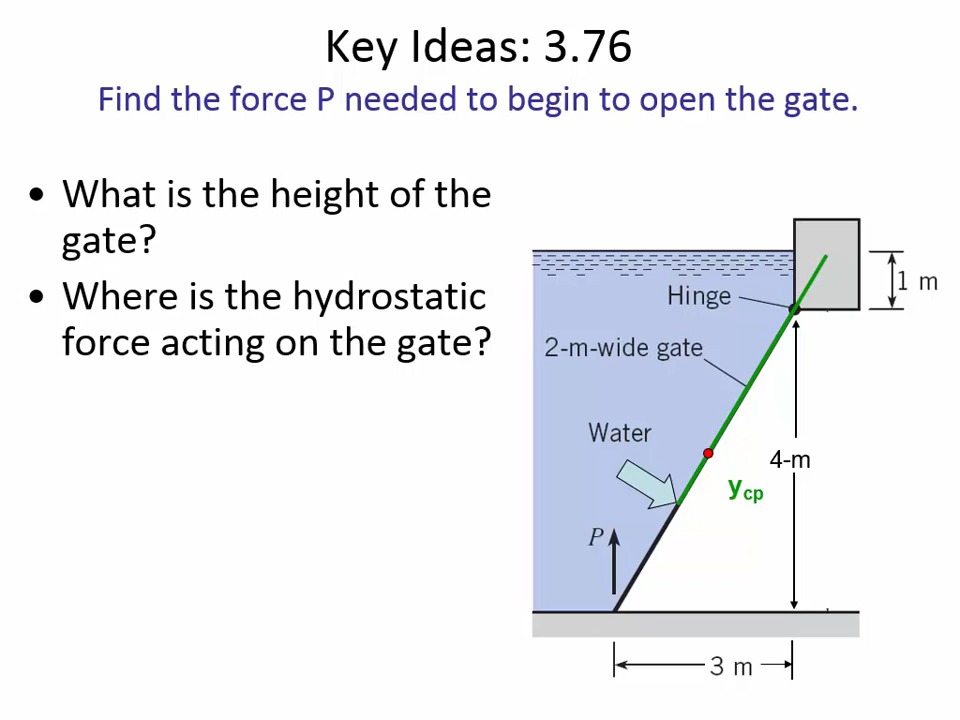 Key Ideas: 3.76
Find the force P needed to begin to open the gate.
• What is the height of the
gate?
• Where is the hydrostatic
force acting on the gate?
1 m
Hinge
2-m-wide gate
Water
4-m
ycp
P
3 m